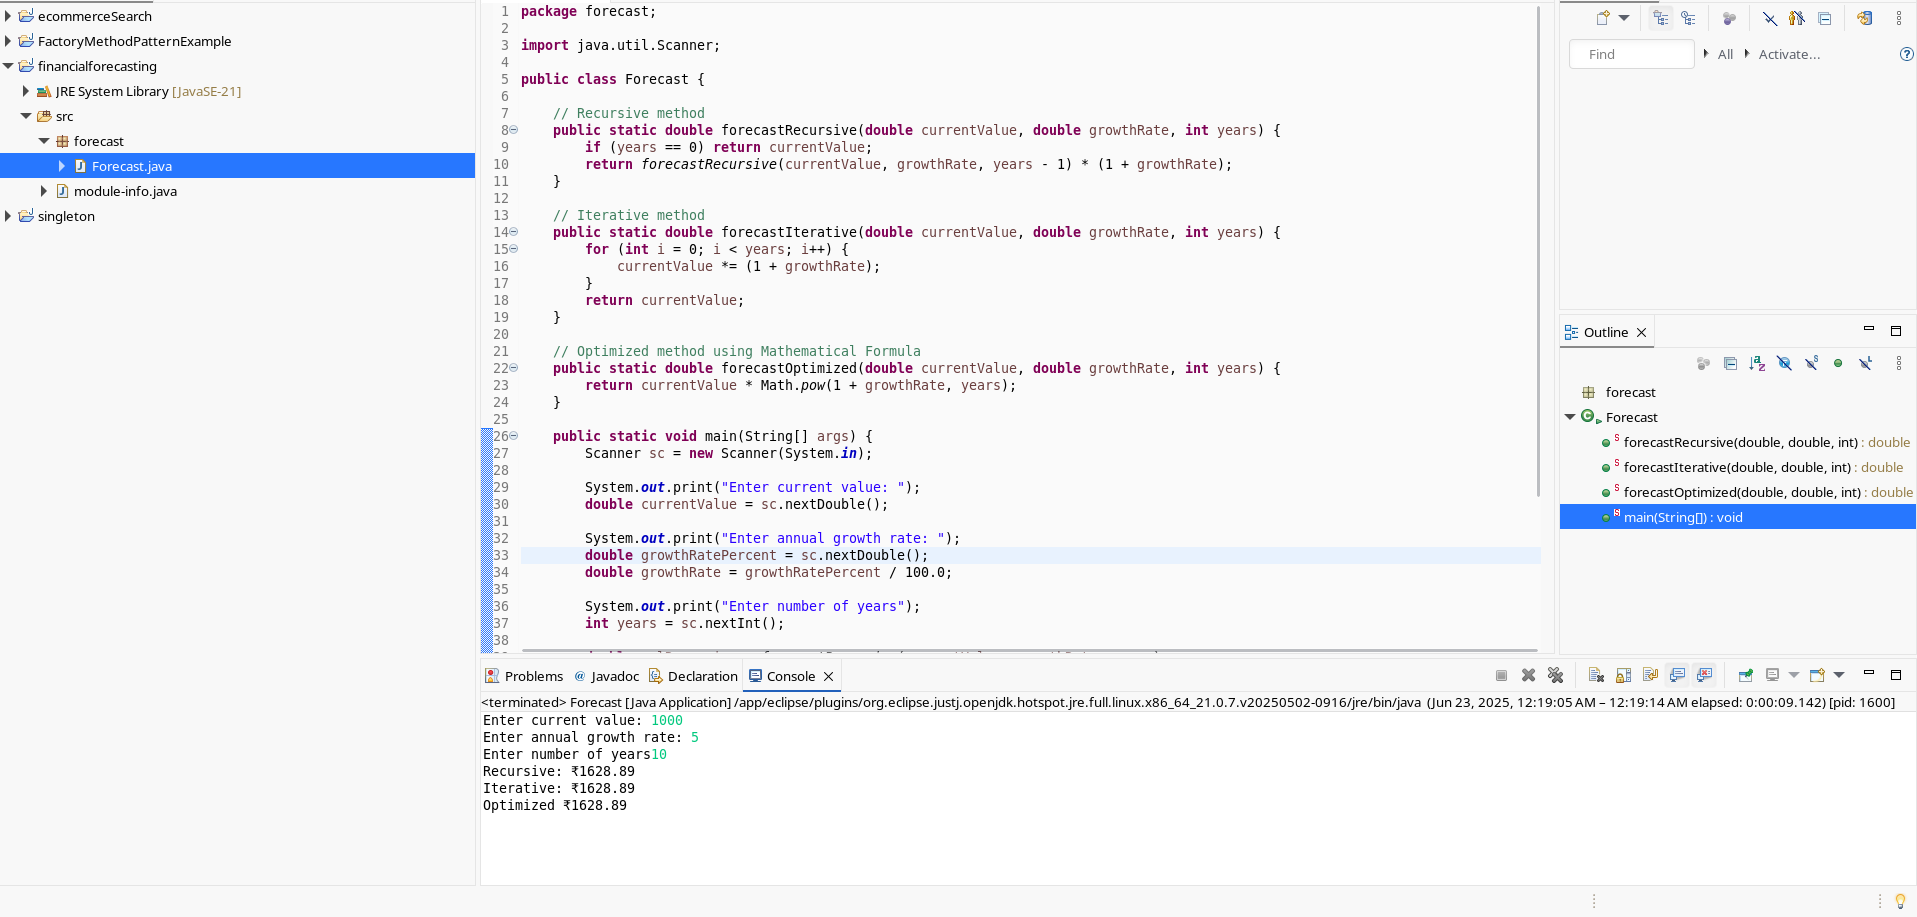 ecommerceSearch
FactoryMethodPatternExample
financialforecasting
JRE System Library [JavaSE-21]
src
forecast
Forecast.java
module-info.java
singleton
1 package forecast;
2
3 import java.util.Scanner;
4
5 public class Forecast {
6
7 // Recursive method
8 public static double forecastRecursive(double currentValue, double growthRate, int years) {
9 if (years == 0) return currentValue;
10 return forecastRecursive(currentValue, growthRate, years - 1) * (1 + growthRate);
11 }
12
13 // Iterative method
14 public static double forecastIterative(double currentValue, double growthRate, int years) {
15 for (int i = 0; i < years; i++) {
16 currentValue *= (1 + growthRate);
17 }
18 return currentValue;
19 }
20
21 // Optimized method using Mathematical Formula
22 public static double forecastOptimized(double currentValue, double growthRate, int years) {
23 return currentValue * Math.pow(1 + growthRate, years);
24 }
25
26 public static void main(String[] args) {
27 Scanner sc = new Scanner(System.in);
28
29 System.out.print("Enter current value: ");
30 double currentValue = sc.nextDouble();
31
32 System.out.print("Enter annual growth rate: ");
33 double growthRatePercent = sc.nextDouble();
34 double growthRate = growthRatePercent / 100.0;
35
36 System.out.print("Enter number of years");
37 int years = sc.nextInt();
38
Find
All
Activate...
Outline
forecast
Forecast
forecastRecursive(double, double, int) : double
forecastIterative(double, double, int) : double
forecastOptimized(double, double, int) : double
main(String[]) : void
Problems
Javadoc
Declaration
Console
<terminated> Forecast [Java Application] /app/eclipse/plugins/org.eclipse.justj.openjdk.hotspot.jre.full.linux.x86_64_21.0.7.v20250502-0916/jre/bin/java (Jun 23, 2025, 12:19:05 AM – 12:19:14 AM elapsed: 0:00:09.142) [pid: 1600]
Enter current value: 1000
Enter annual growth rate: 5
Enter number of years10
Recursive: ₹1628.89
Iterative: ₹1628.89
Optimized ₹1628.89